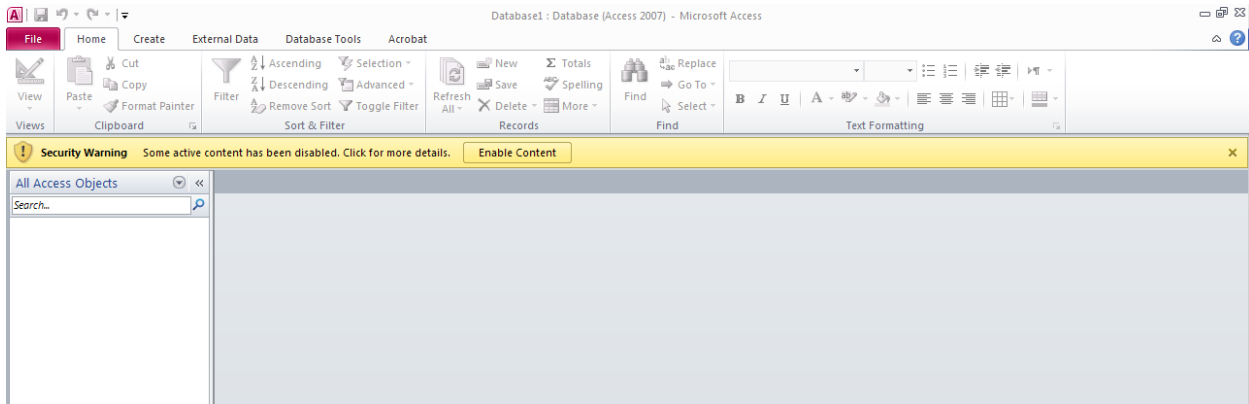 Database1 : Database (Access 2007) - Microsoft Access
File Home Create External Data Database Tools Acrobat
View
Views
Paste
Cut
Copy
Format Painter
Clipboard
Filter
Ascending
Descending
Remove Sort
Selection
Advanced
Toggle Filter
Sort & Filter
Refresh
All
New
Save
Delete
Totals
Spelling
More
Records
Find
Replace
Go To
Select
Find
B I U A
Text Formatting
Security Warning Some active content has been disabled. Click for more details. Enable Content
All Access Objects
Search...